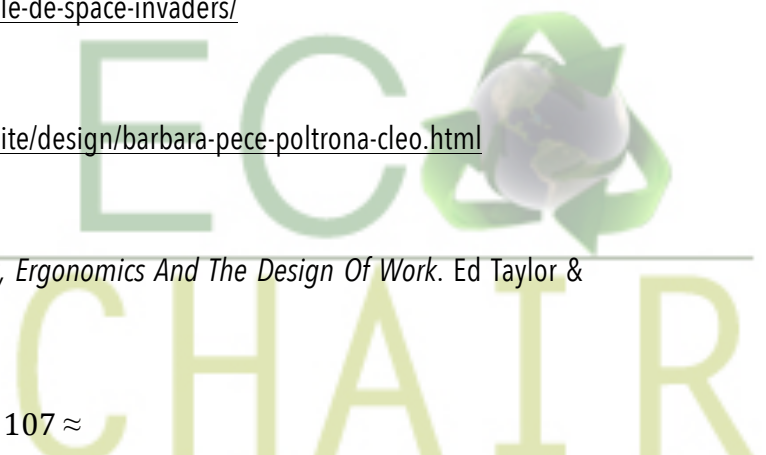 le-de-space-invaders/
ite/design/barbara-pece-poltrona-cleo.html
EC
, Ergonomics And The Design Of Work. Ed Taylor &
CHAIR
107 ≈